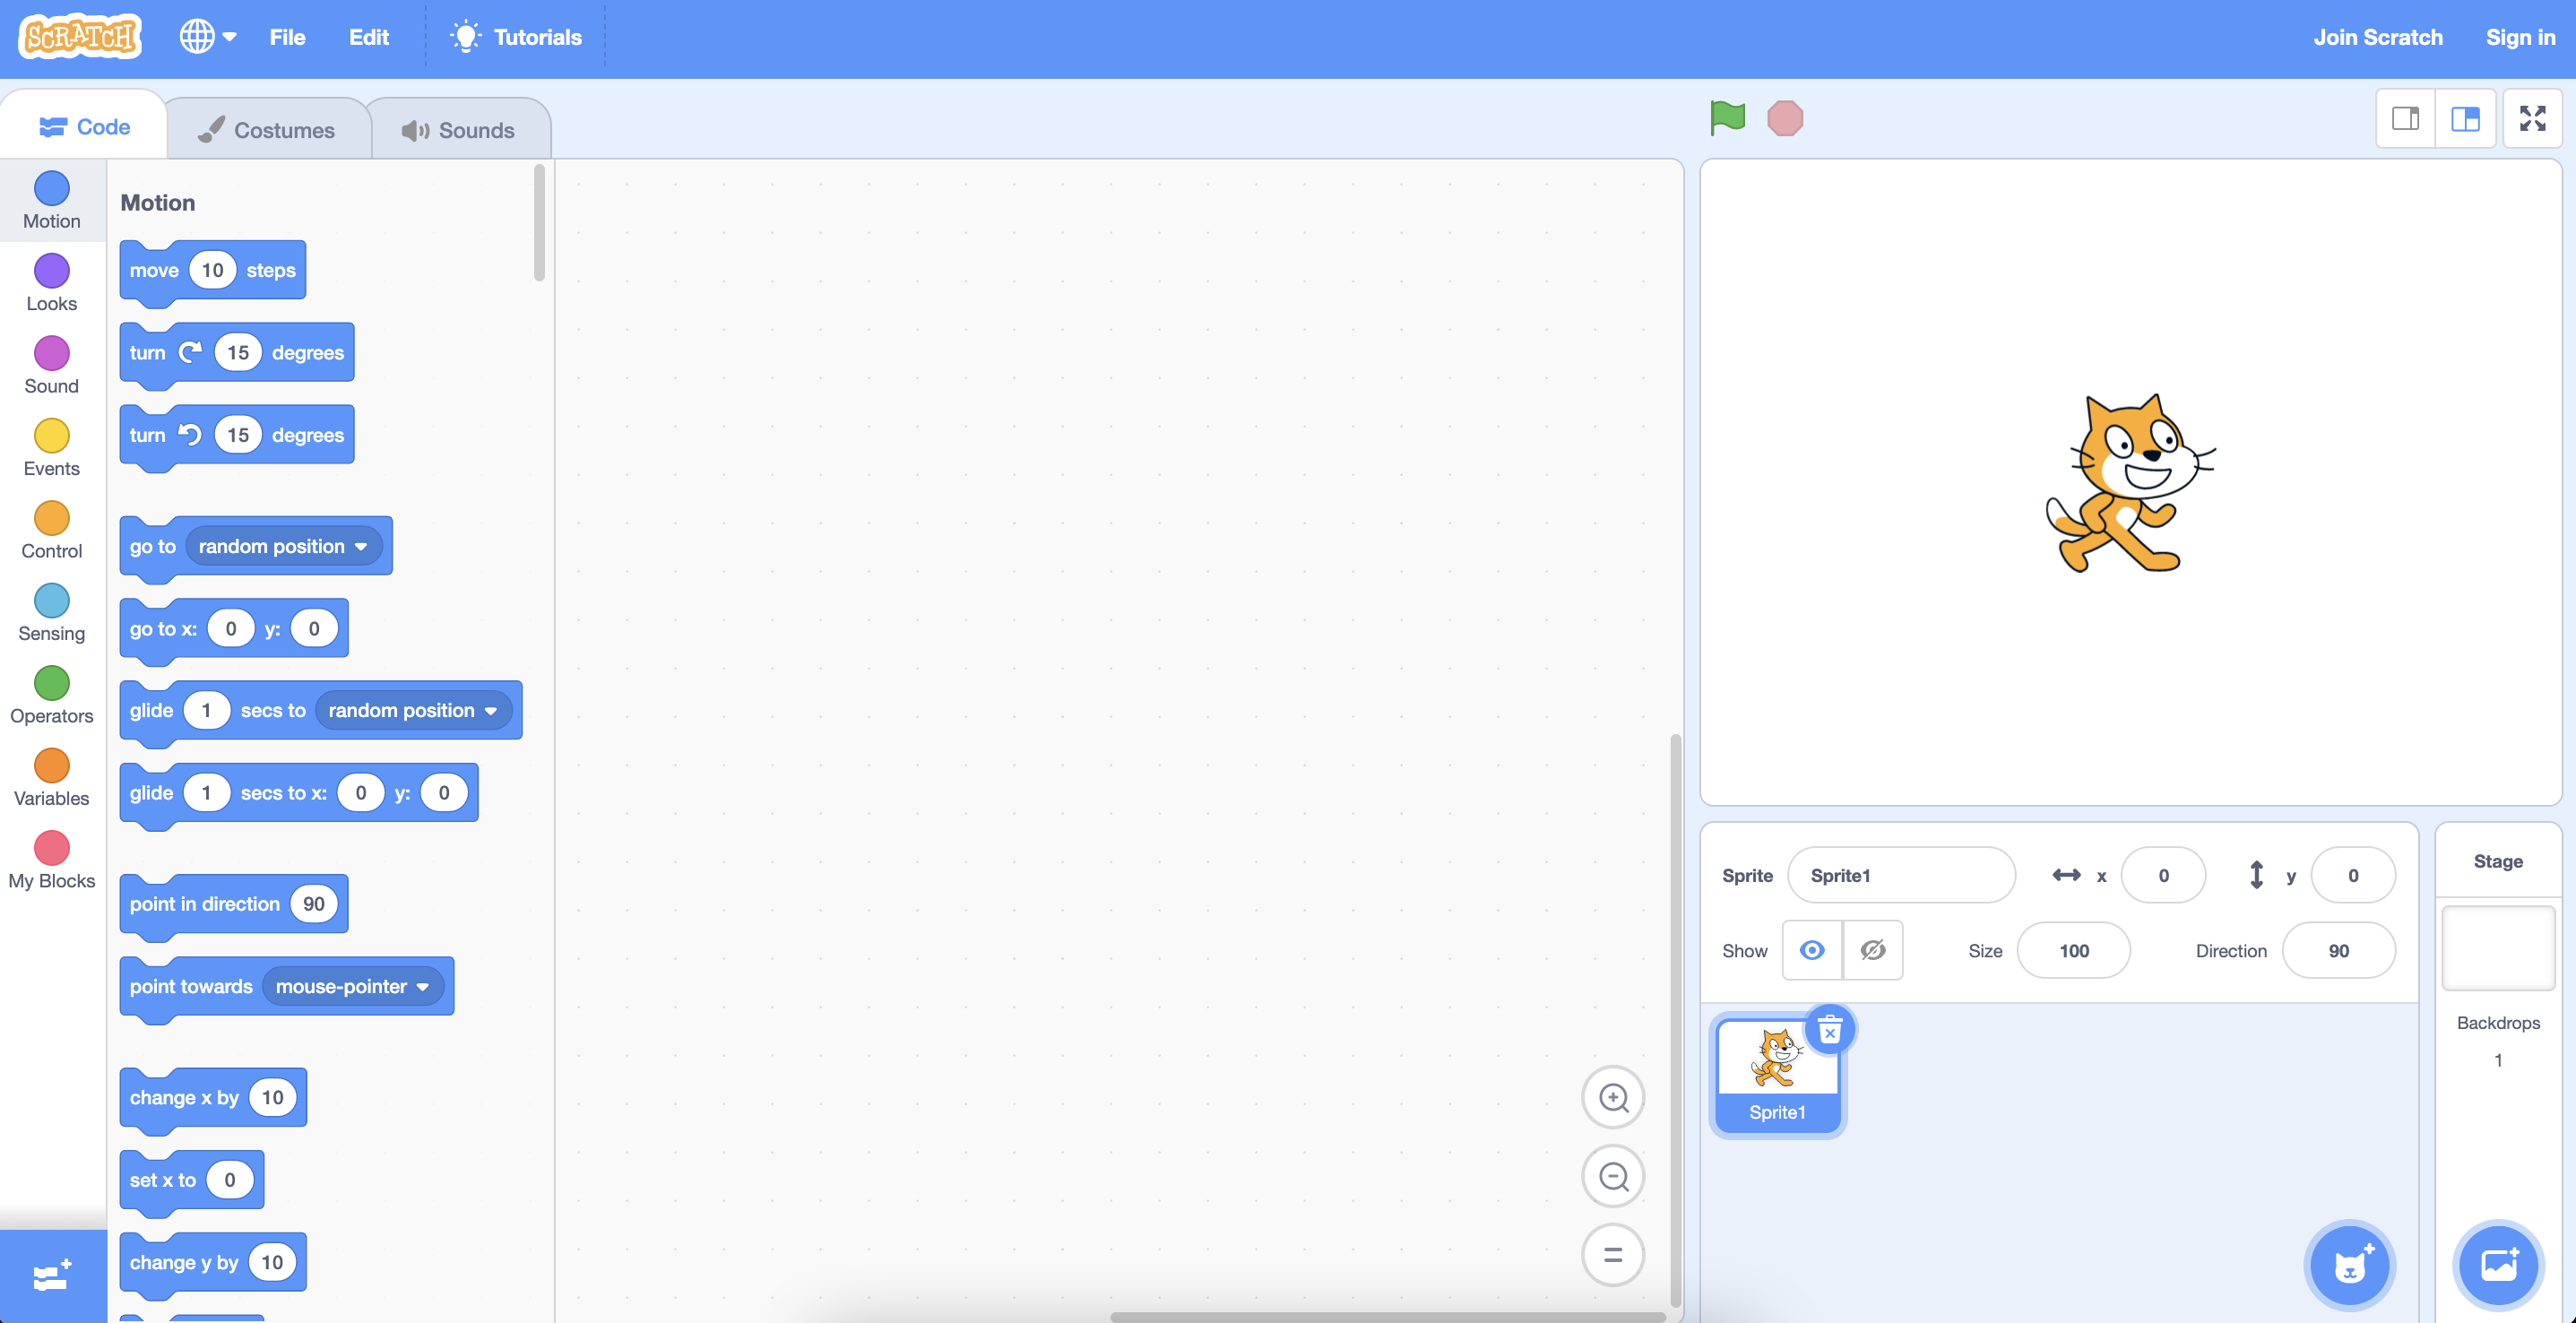 SCRATCH File Edit Tutorials Join Scratch Sign in
Code Costumes Sounds
Motion
Looks
Sound
Events
Control
Sensing
Operators
Variables
My Blocks
Motion
move 10 steps
turn 15 degrees
turn 15 degrees
go to random position
go to x: 0 y: 0
glide 1 secs to random position
glide 1 secs to x: 0 y: 0
point in direction 90
point towards mouse-pointer
change x by 10
set x to 0
change y by 10
Sprite Sprite1 x 0 y 0
Show Size 100 Direction 90
Sprite1
Stage
Backdrops
1